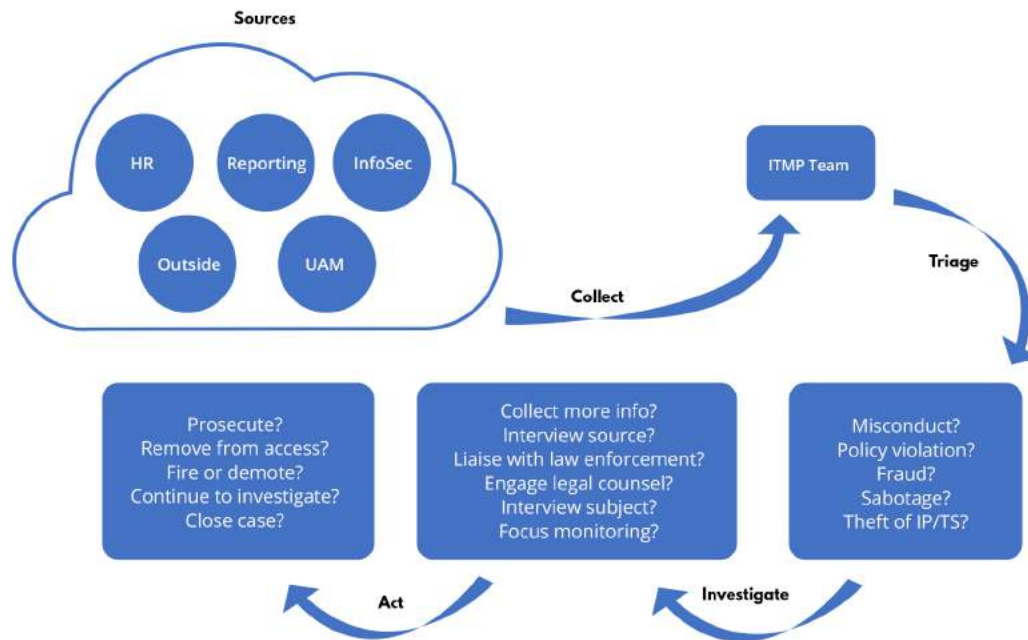 Sources
HR
Reporting
InfoSec
Outside
UAM
Collect
ITMP Team
Triage
Misconduct?
Policy violation?
Fraud?
Sabotage?
Theft of IP/TS?
Investigate
Collect more info?
Interview source?
Liaise with law enforcement?
Engage legal counsel?
Interview subject?
Focus monitoring?
Act
Prosecute?
Remove from access?
Fire or demote?
Continue to investigate?
Close case?